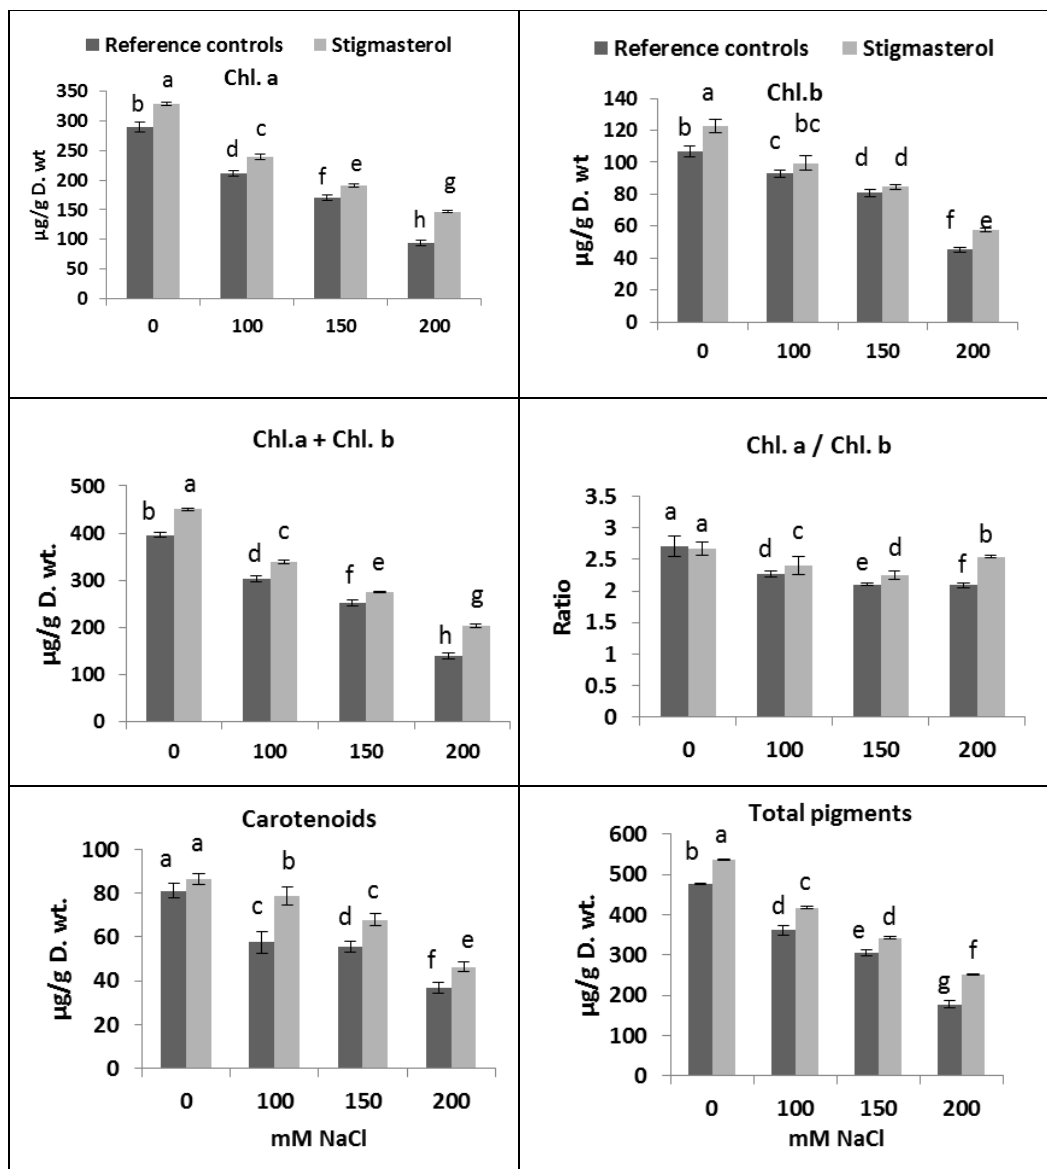 Reference controls Stigmasterol
Chl. a
µg/g D. wt
350
300
250
200
150
100
50
0
b a d c f e h g
0 100 150 200
Reference controls Stigmasterol
Chl.b
µg/g D. wt
140
120
100
80
60
40
20
0
b a c bc d d f e
0 100 150 200
Chl.a + Chl. b
µg/g D. wt.
500
400
300
200
100
0
b a d c f e h g
0 100 150 200
Chl. a / Chl. b
Ratio
3.5
3
2.5
2
1.5
1
0.5
0
a a d c e d f b
0 100 150 200
Carotenoids
µg/g D. wt.
100
80
60
40
20
0
a a c b d c f e
0 100 150 200
mM NaCl
Total pigments
µg/g D. wt.
600
500
400
300
200
100
0
b a d c e d g f
0 100 150 200
mM NaCl